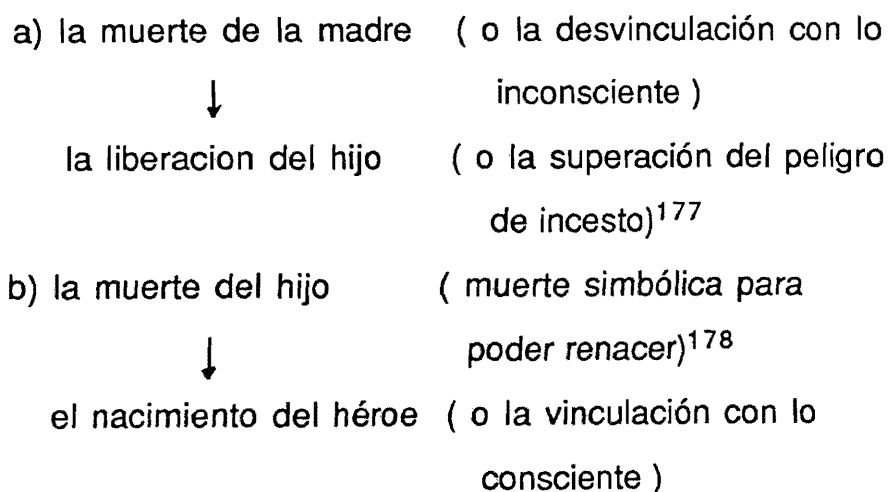 a) la muerte de la madre ( o la desvinculación con lo
↓ inconsciente )
la liberacion del hijo ( o la superación del peligro
de incesto)177
b) la muerte del hijo ( muerte simbólica para
↓ poder renacer)178
el nacimiento del héroe ( o la vinculación con lo
consciente )